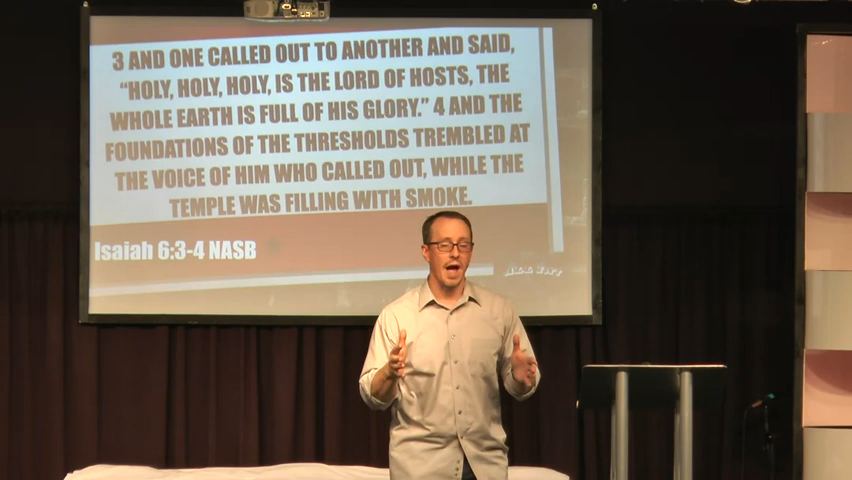 3 AND ONE CALLED OUT TO ANOTHER AND SAID,
“HOLY, HOLY, HOLY, IS THE LORD OF HOSTS, THE
WHOLE EARTH IS FULL OF HIS GLORY.” 4 AND THE
FOUNDATIONS OF THE THRESHOLDS TREMBLED AT
THE VOICE OF HIM WHO CALLED OUT, WHILE THE
TEMPLE WAS FILLING WITH SMOKE.
Isaiah 6:3-4 NASB